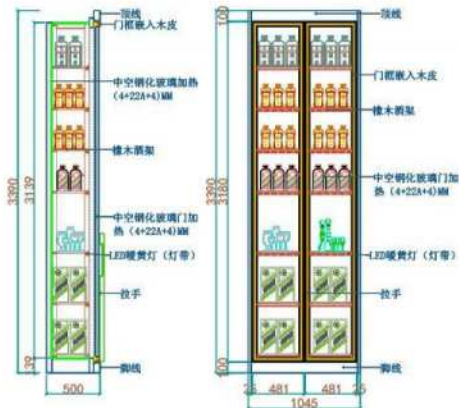 顶线
门框嵌入木皮
中空钢化玻璃加热
(4+22A+4)MM
橡木酒架
中空钢化玻璃门加
热(4+22A+4)MM
LED暖黄灯(灯带)
拉手
脚线
3390
3139
139
500
顶线
门框嵌入木皮
橡木酒架
中空钢化玻璃门加
热(4+22A+4)MM
LED暖黄灯(灯带)
拉手
脚线
100
3390
3180
100
25 481 481 25
1045